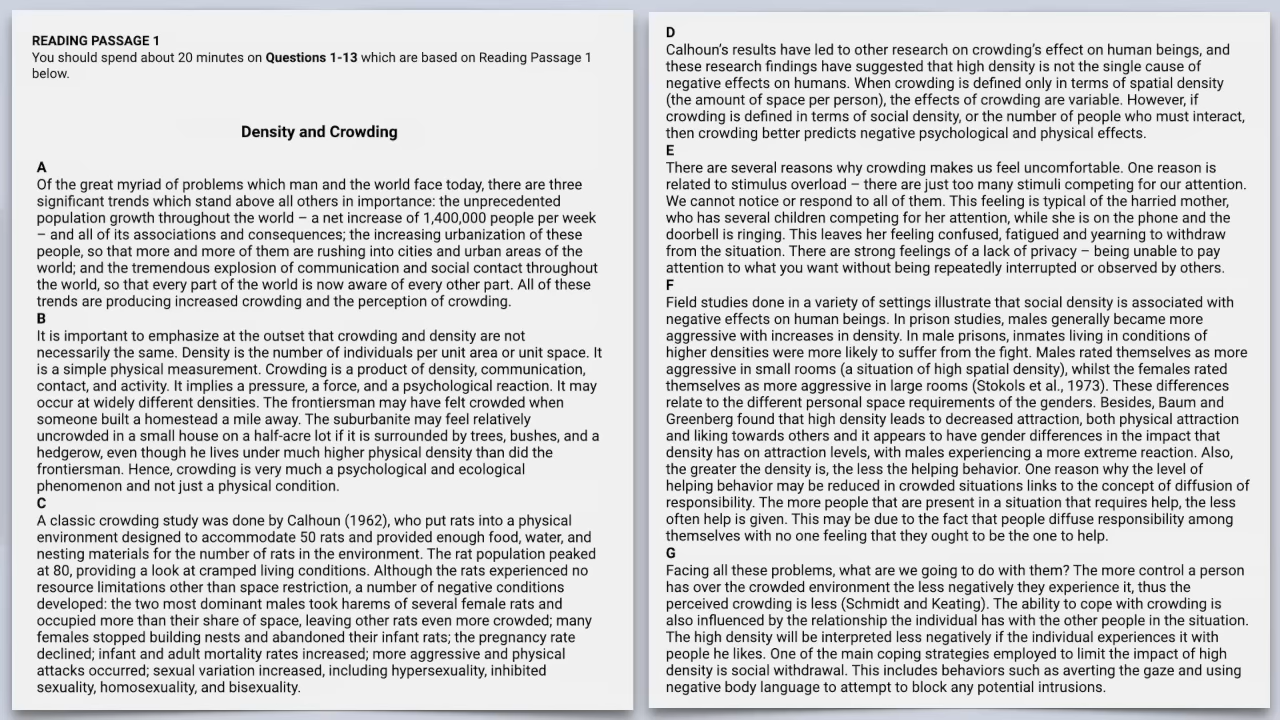 READING PASSAGE 1
You should spend about 20 minutes on Questions 1-13 which are based on Reading Passage 1
below.
Density and Crowding
A
Of the great myriad of problems which man and the world face today, there are three
significant trends which stand above all others in importance: the unprecedented
population growth throughout the world – a net increase of 1,400,000 people per week
– and all of its associations and consequences; the increasing urbanization of these
people, so that more and more of them are rushing into cities and urban areas of the
world; and the tremendous explosion of communication and social contact throughout
the world, so that every part of the world is now aware of every other part. All of these
trends are producing increased crowding and the perception of crowding.
B
It is important to emphasize at the outset that crowding and density are not
necessarily the same. Density is the number of individuals per unit area or unit space. It
is a simple physical measurement. Crowding is a product of density, communication,
contact, and activity. It implies a pressure, a force, and a psychological reaction. It may
occur at widely different densities. The frontiersman may have felt crowded when
someone built a homestead a mile away. The suburbanite may feel relatively
uncrowded in a small house on a half-acre lot if it is surrounded by trees, bushes, and a
hedgerow, even though he lives under much higher physical density than did the
frontiersman. Hence, crowding is very much a psychological and ecological
phenomenon and not just a physical condition.
C
A classic crowding study was done by Calhoun (1962), who put rats into a physical
environment designed to accommodate 50 rats and provided enough food, water, and
nesting materials for the number of rats in the environment. The rat population peaked
at 80, providing a look at cramped living conditions. Although the rats experienced no
resource limitations other than space restriction, a number of negative conditions
developed: the two most dominant males took harems of several female rats and
occupied more than their share of space, leaving other rats even more crowded; many
females stopped building nests and abandoned their infant rats; the pregnancy rate
declined; infant and adult mortality rates increased; more aggressive and physical
attacks occurred; sexual variation increased, including hypersexuality, inhibited
sexuality, homosexuality, and bisexuality.
D
Calhoun's results have led to other research on crowding's effect on human beings, and
these research findings have suggested that high density is not the single cause of
negative effects on humans. When crowding is defined only in terms of spatial density
(the amount of space per person), the effects of crowding are variable. However, if
crowding is defined in terms of social density, or the number of people who must interact,
then crowding better predicts negative psychological and physical effects.
E
There are several reasons why crowding makes us feel uncomfortable. One reason is
related to stimulus overload – there are just too many stimuli competing for our attention.
We cannot notice or respond to all of them. This feeling is typical of the harried mother,
who has several children competing for her attention, while she is on the phone and the
doorbell is ringing. This leaves her feeling confused, fatigued and yearning to withdraw
from the situation. There are strong feelings of a lack of privacy – being unable to pay
attention to what you want without being repeatedly interrupted or observed by others.
F
Field studies done in a variety of settings illustrate that social density is associated with
negative effects on human beings. In prison studies, males generally became more
aggressive with increases in density. In male prisons, inmates living in conditions of
higher densities were more likely to suffer from the fight. Males rated themselves as more
aggressive in small rooms (a situation of high spatial density), whilst the females rated
themselves as more aggressive in large rooms (Stokols et al., 1973). These differences
relate to the different personal space requirements of the genders. Besides, Baum and
Greenberg found that high density leads to decreased attraction, both physical attraction
and liking towards others and it appears to have gender differences in the impact that
density has on attraction levels, with males experiencing a more extreme reaction. Also,
the greater the density is, the less the helping behavior. One reason why the level of
helping behavior may be reduced in crowded situations links to the concept of diffusion of
responsibility. The more people that are present in a situation that requires help, the less
often help is given. This may be due to the fact that people diffuse responsibility among
themselves with no one feeling that they ought to be the one to help.
G
Facing all these problems, what are we going to do with them? The more control a person
has over the crowded environment the less negatively they experience it, thus the
perceived crowding is less (Schmidt and Keating). The ability to cope with crowding is
also influenced by the relationship the individual has with the other people in the situation.
The high density will be interpreted less negatively if the individual experiences it with
people he likes. One of the main coping strategies employed to limit the impact of high
density is social withdrawal. This includes behaviors such as averting the gaze and using
negative body language to attempt to block any potential intrusions.